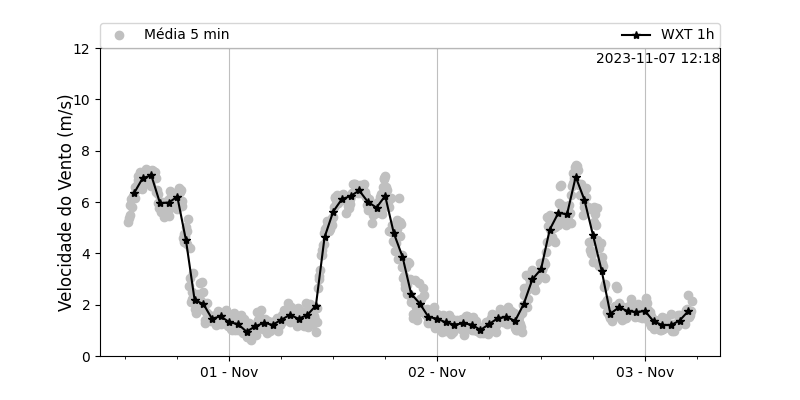 Média 5 min
WXT 1h
2023-11-07 12:18
Velocidade do Vento (m/s)
12
10
8
6
4
2
0
01 - Nov
02 - Nov
03 - Nov